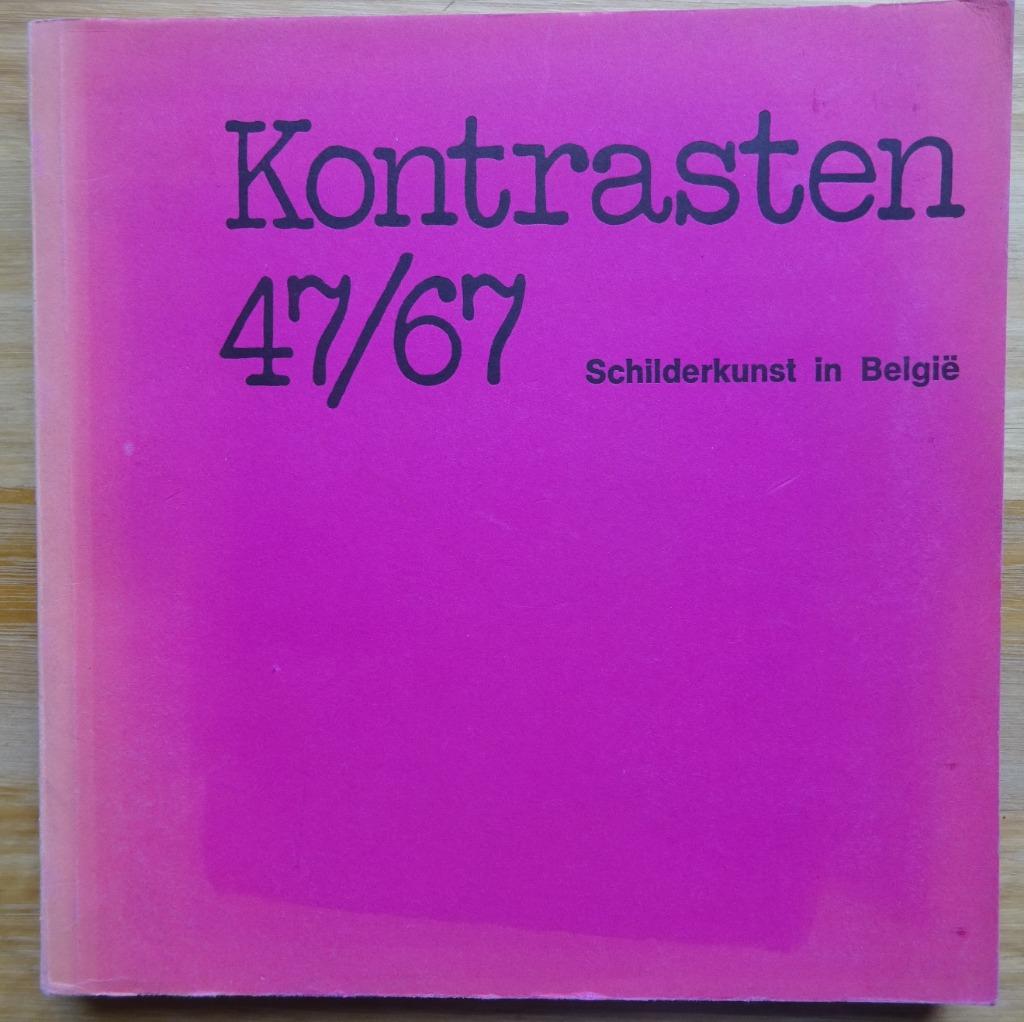 Kontrasten
47/67
Schilderkunst in België